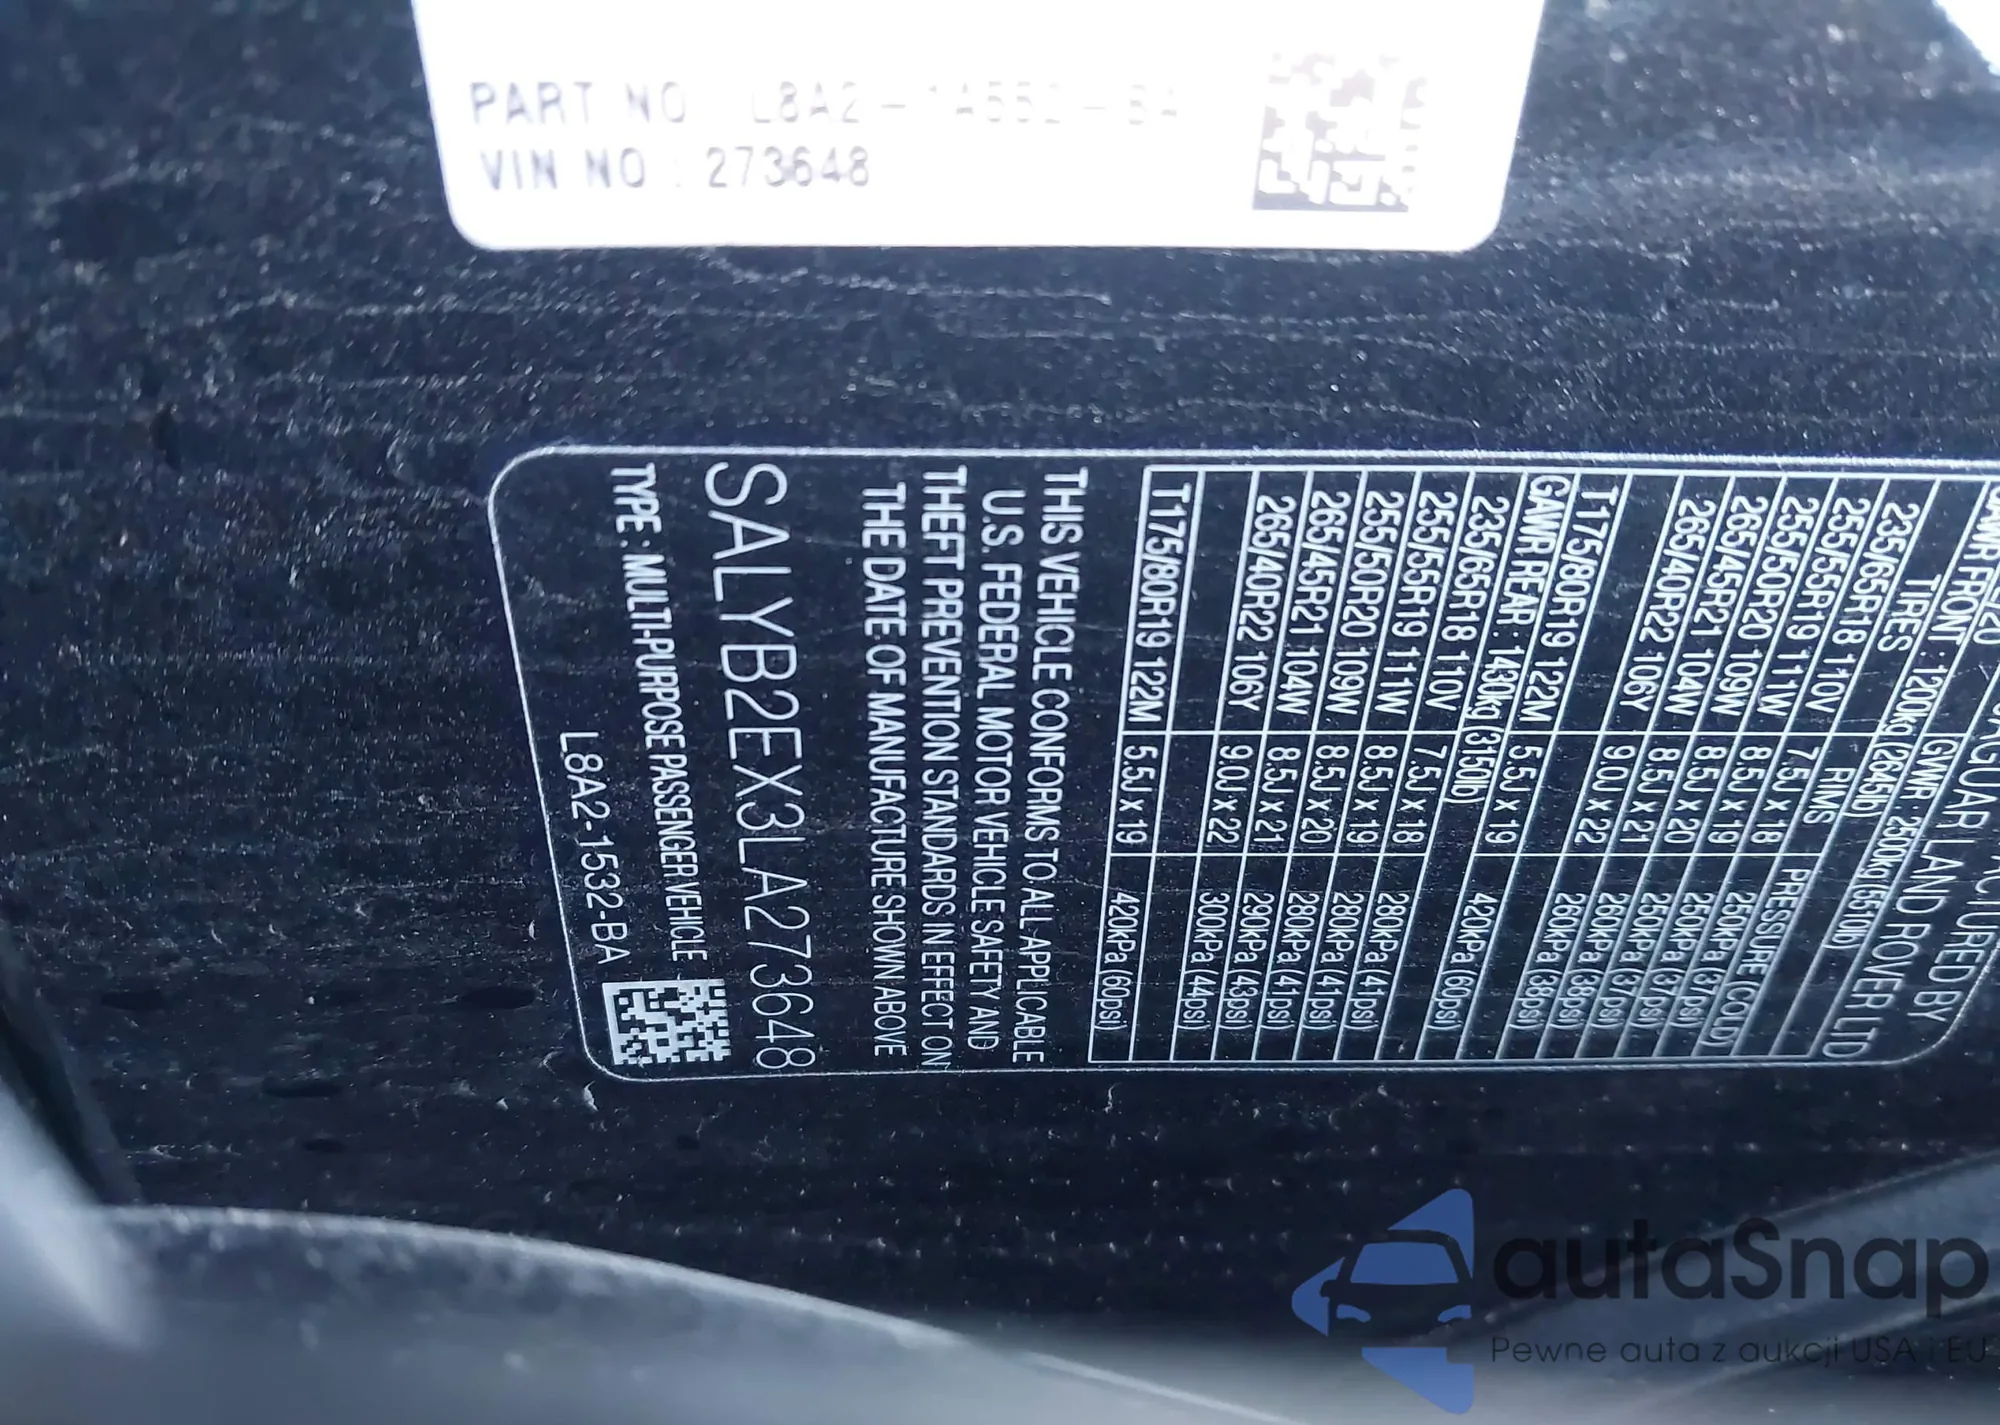 PART NO L8A2-1A552-BA
VIN NO : 273648
ACTURED BY
JAGUAR LAND ROVER LTD
GVWR : 2500kg (5510lb)
GAWR FRONT : 1200kg (2645lb)
TIRES RIMS PRESSURE (COLD)
235/65R18 110V 7.5J x 18 250kPa (37psi)
255/55R19 111W 8.5J x 19 250kPa (37psi)
255/50R20 109W 8.5J x 20 250kPa (37psi)
265/45R21 104W 8.5J x 21 260kPa (38psi)
265/40R22 106Y 9.0J x 22 260kPa (38psi)
T175/80R19 122M 5.5J x 19 420kPa (60psi)
GAWR REAR : 1430kg (3150lb)
235/65R18 110V 7.5J x 18 280kPa (41psi)
255/55R19 111W 8.5J x 19 280kPa (41psi)
255/50R20 109W 8.5J x 20 280kPa (41psi)
265/45R21 104W 8.5J x 21 290kPa (43psi)
265/40R22 106Y 9.0J x 22 300kPa (44psi)
T175/80R19 122M 5.5J x 19 420kPa (60psi)
THIS VEHICLE CONFORMS TO ALL APPLICABLE
U.S. FEDERAL MOTOR VEHICLE SAFETY AND
THEFT PREVENTION STANDARDS IN EFFECT ON
THE DATE OF MANUFACTURE SHOWN ABOVE
SALYB2EX3LA273648
TYPE : MULTI-PURPOSE PASSENGER VEHICLE
L8A2-1532-BA
autaSnap
Pewne auta z aukcji USA i EU